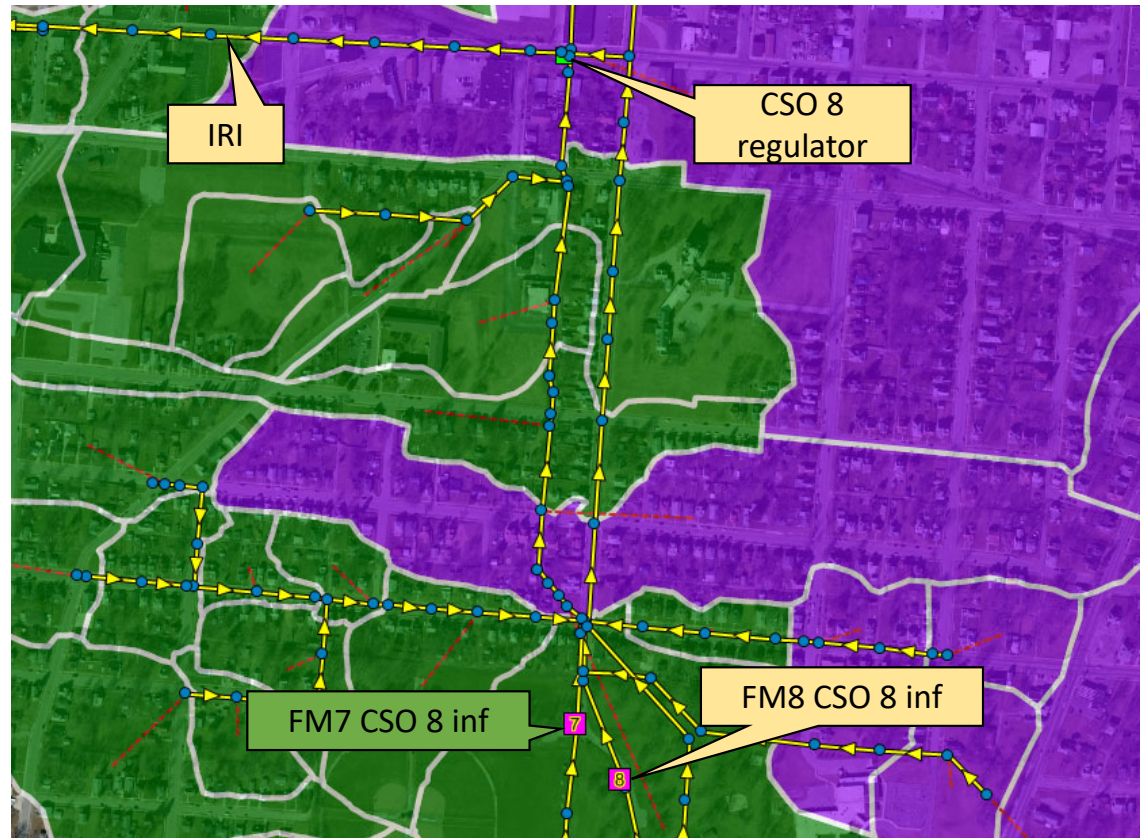 IRI
CSO 8
regulator
FM7 CSO 8 inf
FM8 CSO 8 inf
7
8